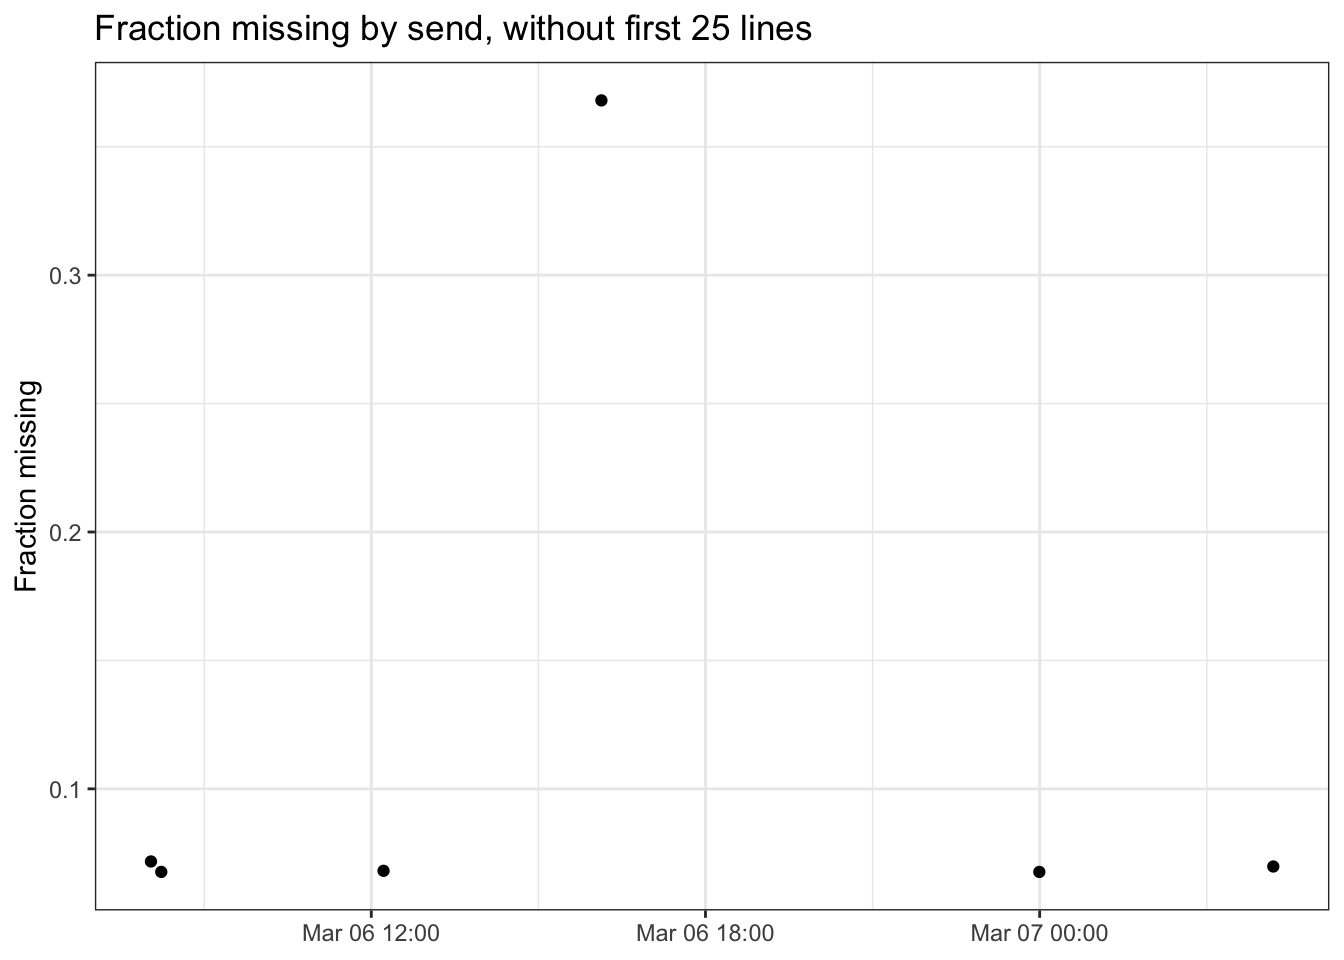 Fraction missing by send, without first 25 lines
Fraction missing
0.3
0.2
0.1
Mar 06 12:00
Mar 06 18:00
Mar 07 00:00